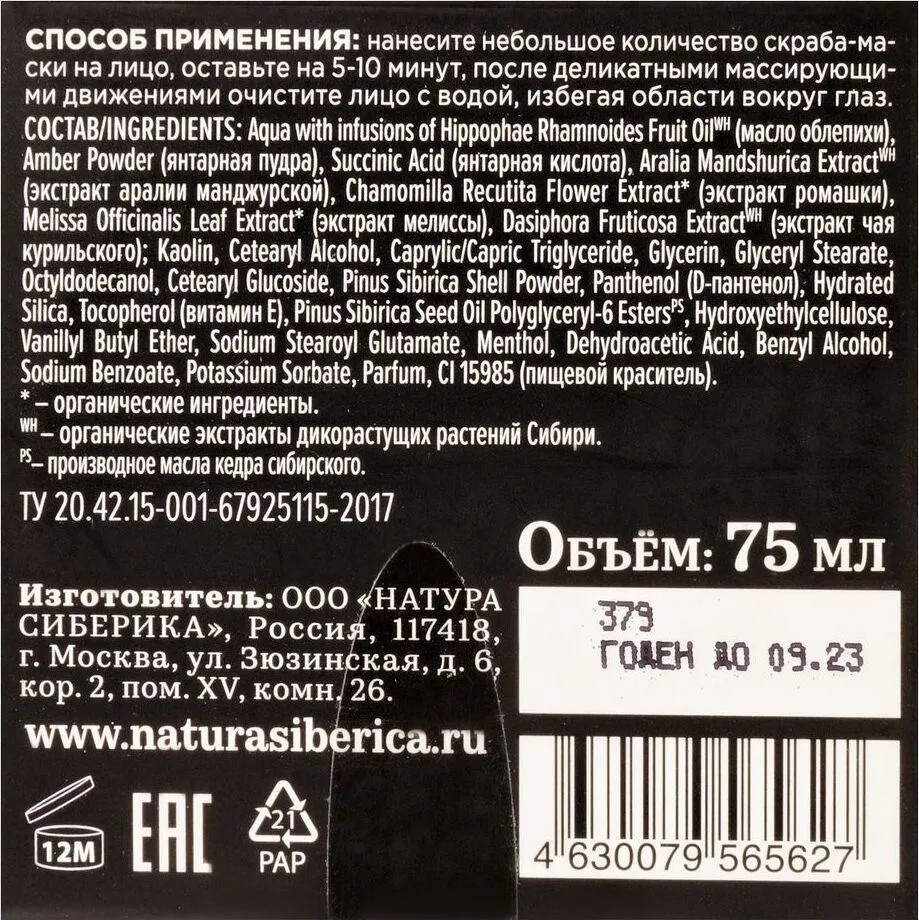 СПОСОБ ПРИМЕНЕНИЯ: нанесите небольшое количество скраба-ма-
ски на лицо, оставьте на 5-10 минут, после деликатными массирующи-
ми движениями очистите лицо с водой, избегая области вокруг глаз.
СОСТАВ/INGREDIENTS: Aqua with infusions of Hippophae Rhamnoides Fruit Oilᵂᴴ (масло облепихи),
Amber Powder (янтарная пудра), Succinic Acid (янтарная кислота), Aralia Mandshurica Extractᵂᴴ
(экстракт аралии манджурской), Chamomilla Recutita Flower Extract* (экстракт ромашки),
Melissa Officinalis Leaf Extract* (экстракт мелиссы), Dasiphora Fruticosa Extractᵂᴴ (экстракт чая
курильского); Kaolin, Cetearyl Alcohol, Caprylic/Capric Triglyceride, Glycerin, Glyceryl Stearate,
Octyldodecanol, Cetearyl Glucoside, Pinus Sibirica Shell Powder, Panthenol (D-пантенол), Hydrated
Silica, Tocopherol (витамин Е), Pinus Sibirica Seed Oil Polyglyceryl-6 Estersᴾˢ, Hydroxyethylcellulose,
Vanillyl Butyl Ether, Sodium Stearoyl Glutamate, Menthol, Dehydroacetic Acid, Benzyl Alcohol,
Sodium Benzoate, Potassium Sorbate, Parfum, CI 15985 (пищевой краситель).
* – органические ингредиенты.
ᵂᴴ – органические экстракты дикорастущих растений Сибири.
ᴾˢ– производное масла кедра сибирского.
ТУ 20.42.15-001-67925115-2017
Объём: 75 мл
Изготовитель: ООО «НАТУРА
СИБЕРИКА», Россия, 117418,
г. Москва, ул. Зюзинская, д. 6,
кор. 2, пом. XV, комн. 26.
www.naturasiberica.ru
379
ГОДЕН ДО 09.23
12M
EAC
21
PAP
4 630079 565627